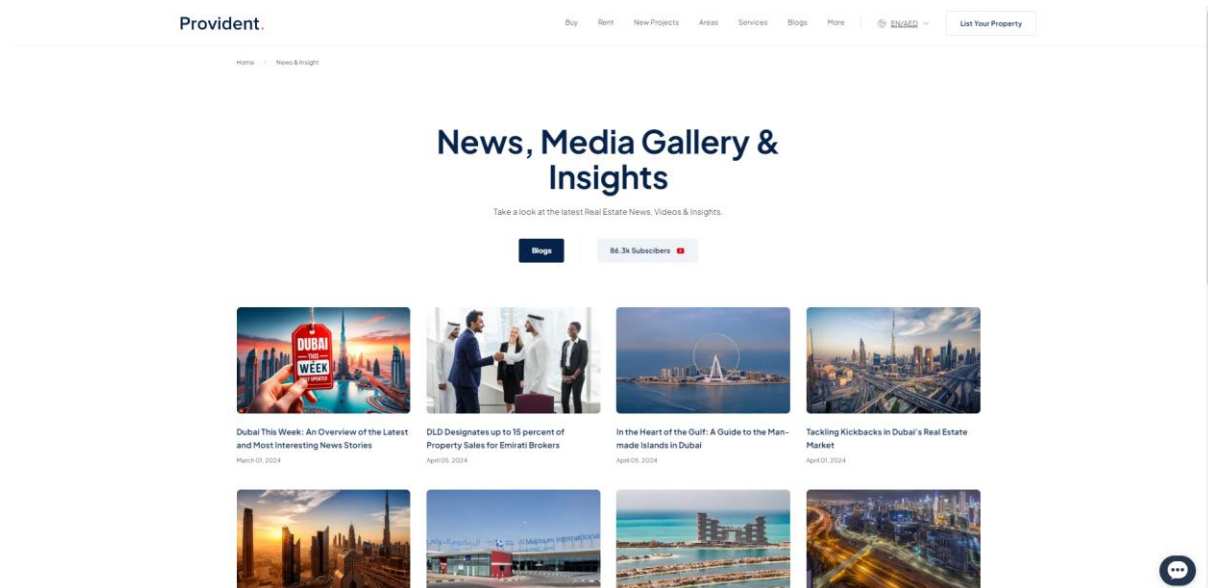 Provident.
Buy Rent New Projects Areas Services Blogs More EN/AED List Your Property
Home / News & Insight
News, Media Gallery &
Insights
Take a look at the latest Real Estate News, Videos & Insights.
Blogs 86.3k Subscibers
DUBAI
THIS
WEEK
UPDATED
Dubai This Week: An Overview of the Latest
and Most Interesting News Stories
March 01, 2024
DLD Designates up to 15 percent of
Property Sales for Emirati Brokers
April 05, 2024
In the Heart of the Gulf: A Guide to the Man-
made Islands in Dubai
April 05, 2024
Tackling Kickbacks in Dubai's Real Estate
Market
April 01, 2024
Al Maktoum International